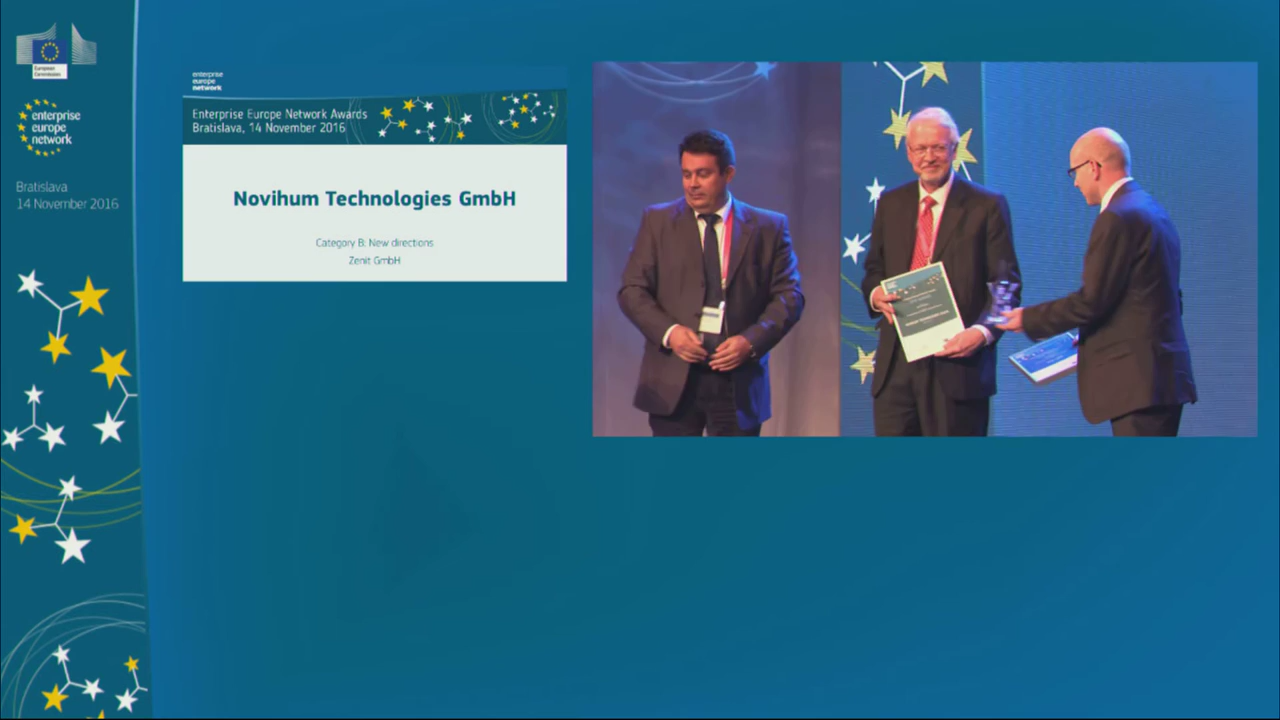 European
Commission
enterprise
europe
network
Bratislava
14 November 2016
enterprise
europe
network
Enterprise Europe Network Awards
Bratislava, 14 November 2016
Novihum Technologies GmbH
Category B: New directions
Zenit GmbH